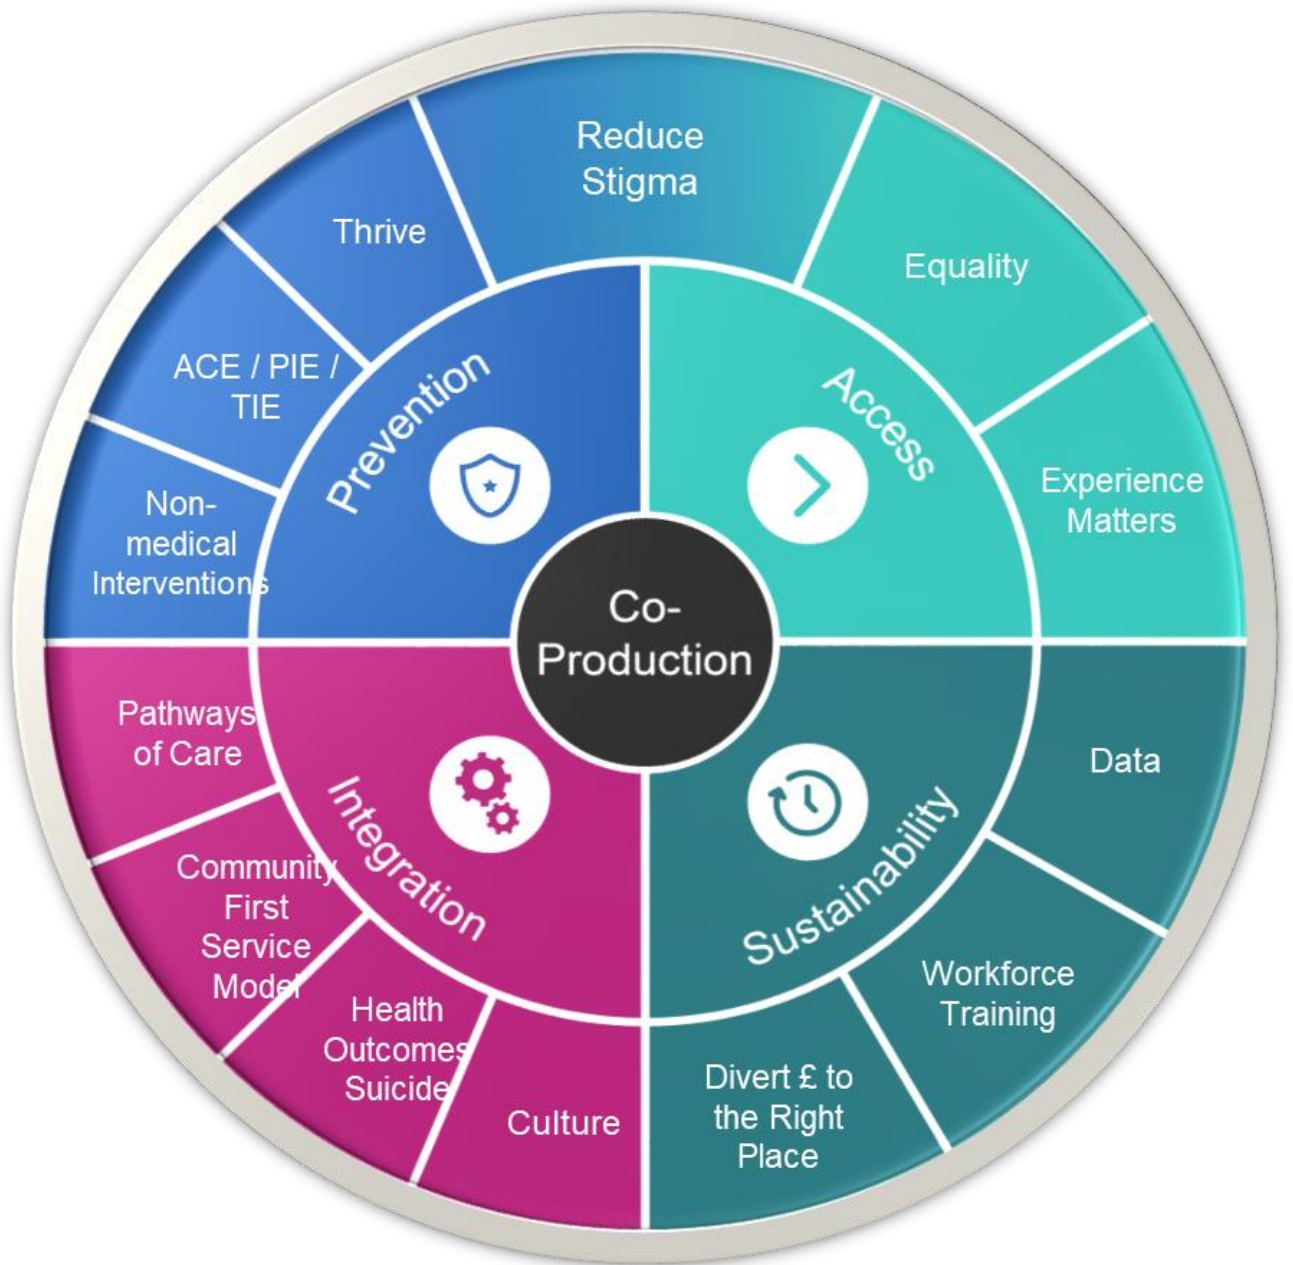 Reduce
Stigma
Thrive
Equality
ACE / PIE /
TIE
Prevention
Access
Non-
medical
Interventions
Experience
Matters
Co-
Production
Pathways
of Care
Data
Integration
Sustainability
Community
First
Service
Model
Workforce
Training
Health
Outcomes
Suicide
Divert £ to
the Right
Place
Culture